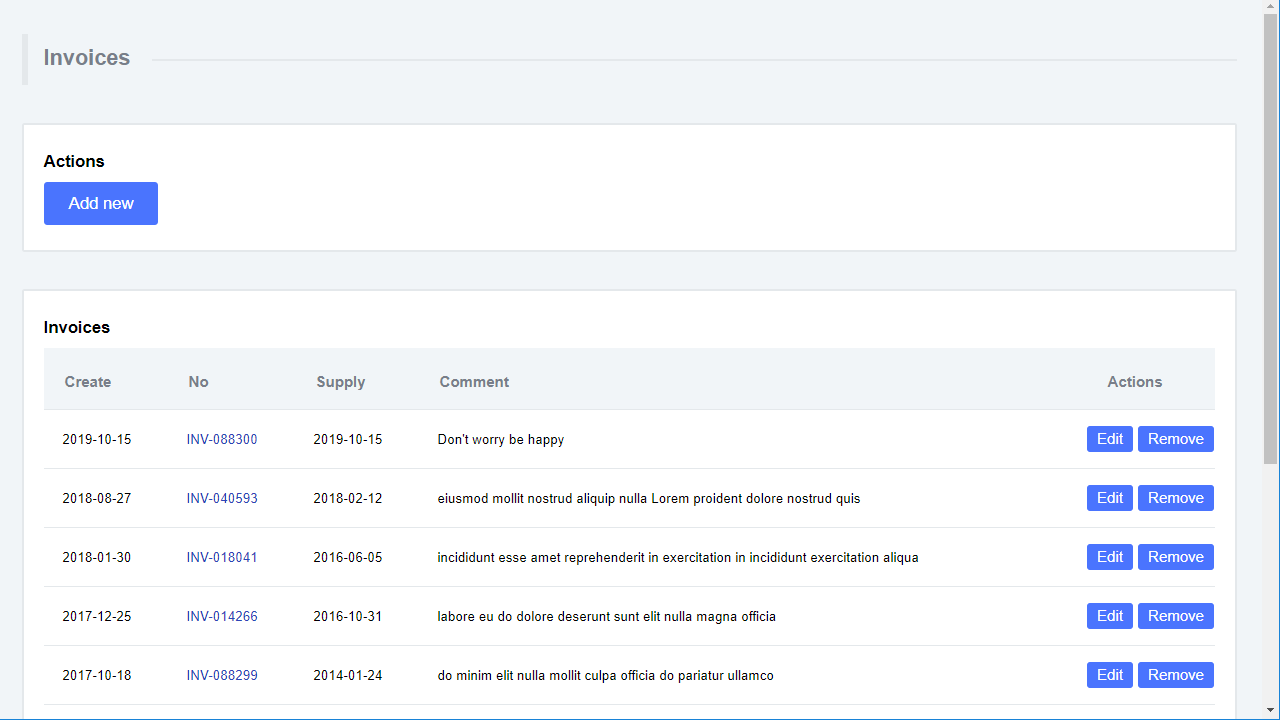 Invoices
Actions
Add new
Invoices
Create No Supply Comment Actions
2019-10-15 INV-088300 2019-10-15 Don't worry be happy Edit Remove
2018-08-27 INV-040593 2018-02-12 eiusmod mollit nostrud aliquip nulla Lorem proident dolore nostrud quis Edit Remove
2018-01-30 INV-018041 2016-06-05 incididunt esse amet reprehenderit in exercitation in incididunt exercitation aliqua Edit Remove
2017-12-25 INV-014266 2016-10-31 labore eu do dolore deserunt sunt elit nulla magna officia Edit Remove
2017-10-18 INV-088299 2014-01-24 do minim elit nulla mollit culpa officia do pariatur ullamco Edit Remove